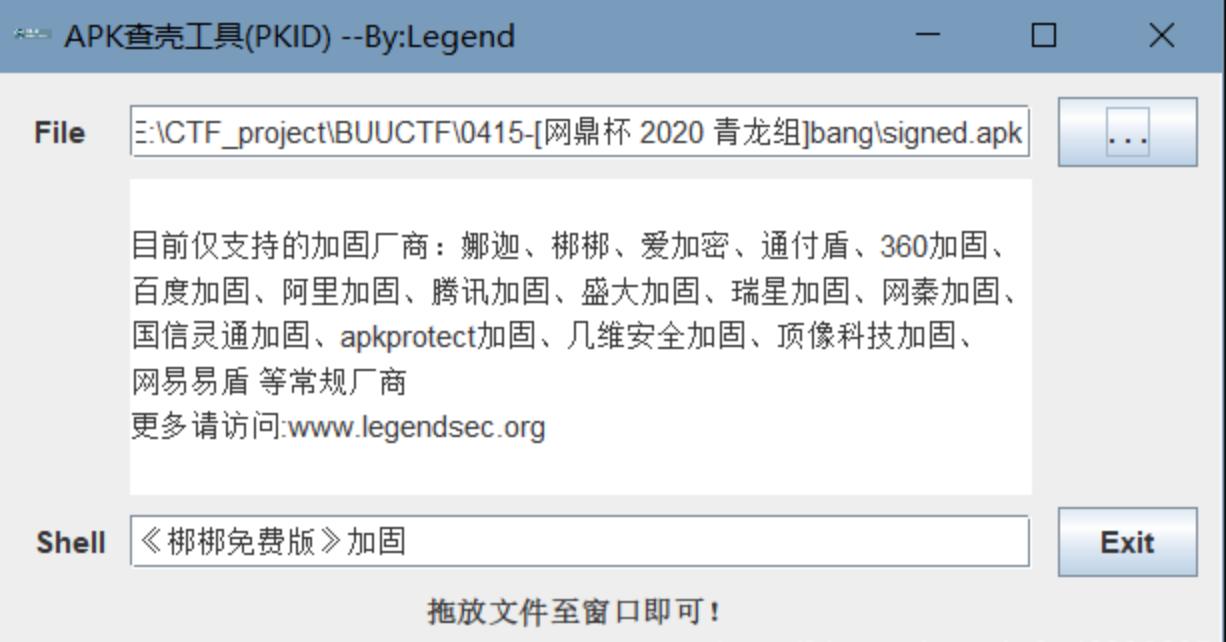 APK查壳工具(PKID) --By:Legend
File
E:\CTF_project\BUUCTF\0415-[网鼎杯 2020 青龙组]bang\signed.apk
...
目前仅支持的加固厂商：娜迦、梆梆、爱加密、通付盾、360加固、
百度加固、阿里加固、腾讯加固、盛大加固、瑞星加固、网秦加固、
国信灵通加固、apkprotect加固、几维安全加固、顶像科技加固、
网易易盾 等常规厂商
更多请访问:www.legendsec.org
Shell
《梆梆免费版》加固
Exit
拖放文件至窗口即可！